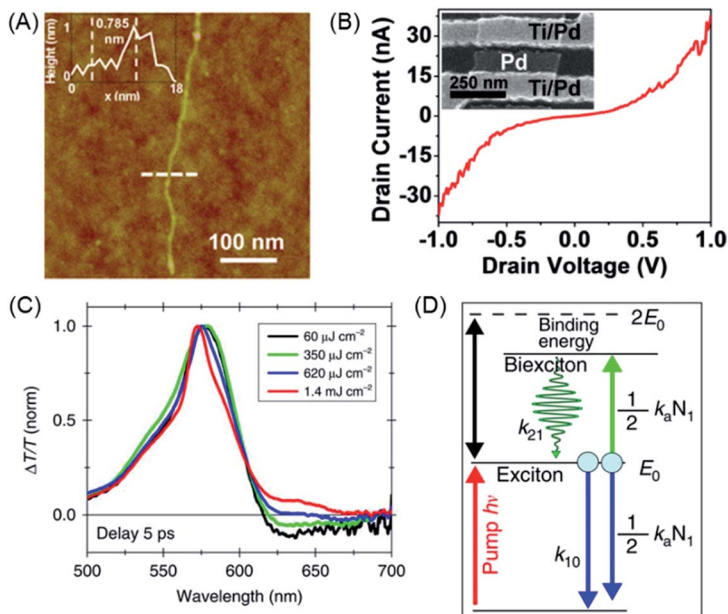 (A)
1
0.785
nm
Height(nm)
0
0
18
x (nm)
100 nm
(B)
Drain Current
30nA
15
0
-15
-30
Ti/Pd
Pd
250 nm
Ti/Pd
-1.0
-0.5
0.0
0.5
1.0
Drain Voltage (V)
(C)
ΔT/T (norm)
1.0
0.5
0.0
60 μJ cm⁻²
350 μJ cm⁻²
620 μJ cm⁻²
1.4 mJ cm⁻²
Delay 5 ps
500
550
600
650
700
Wavelength (nm)
(D)
2E₀
Binding
energy
Biexciton
k₂₁
1/2 kₐN₁
Exciton
E₀
Pump hν
k₁₀
1/2 kₐN₁